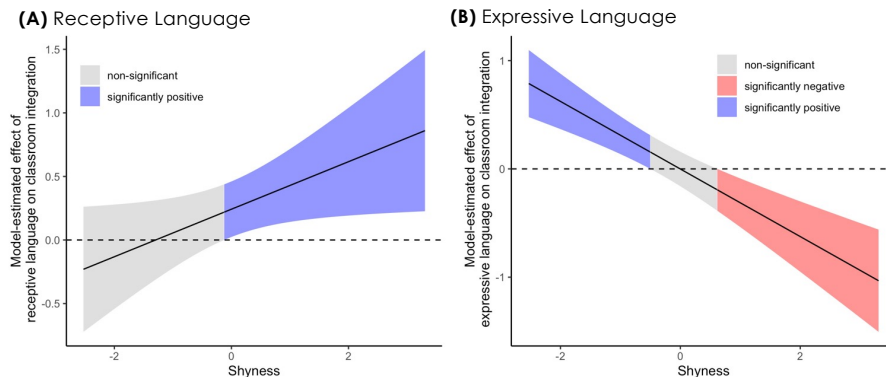 (A) Receptive Language
Model-estimated effect of
receptive language on classroom integration
1.5
1.0
0.5
0.0
-0.5
non-significant
significantly positive
-2
0
2
Shyness
(B) Expressive Language
Model-estimated effect of
expressive language on classroom integration
1
0
-1
non-significant
significantly negative
significantly positive
-2
0
2
Shyness